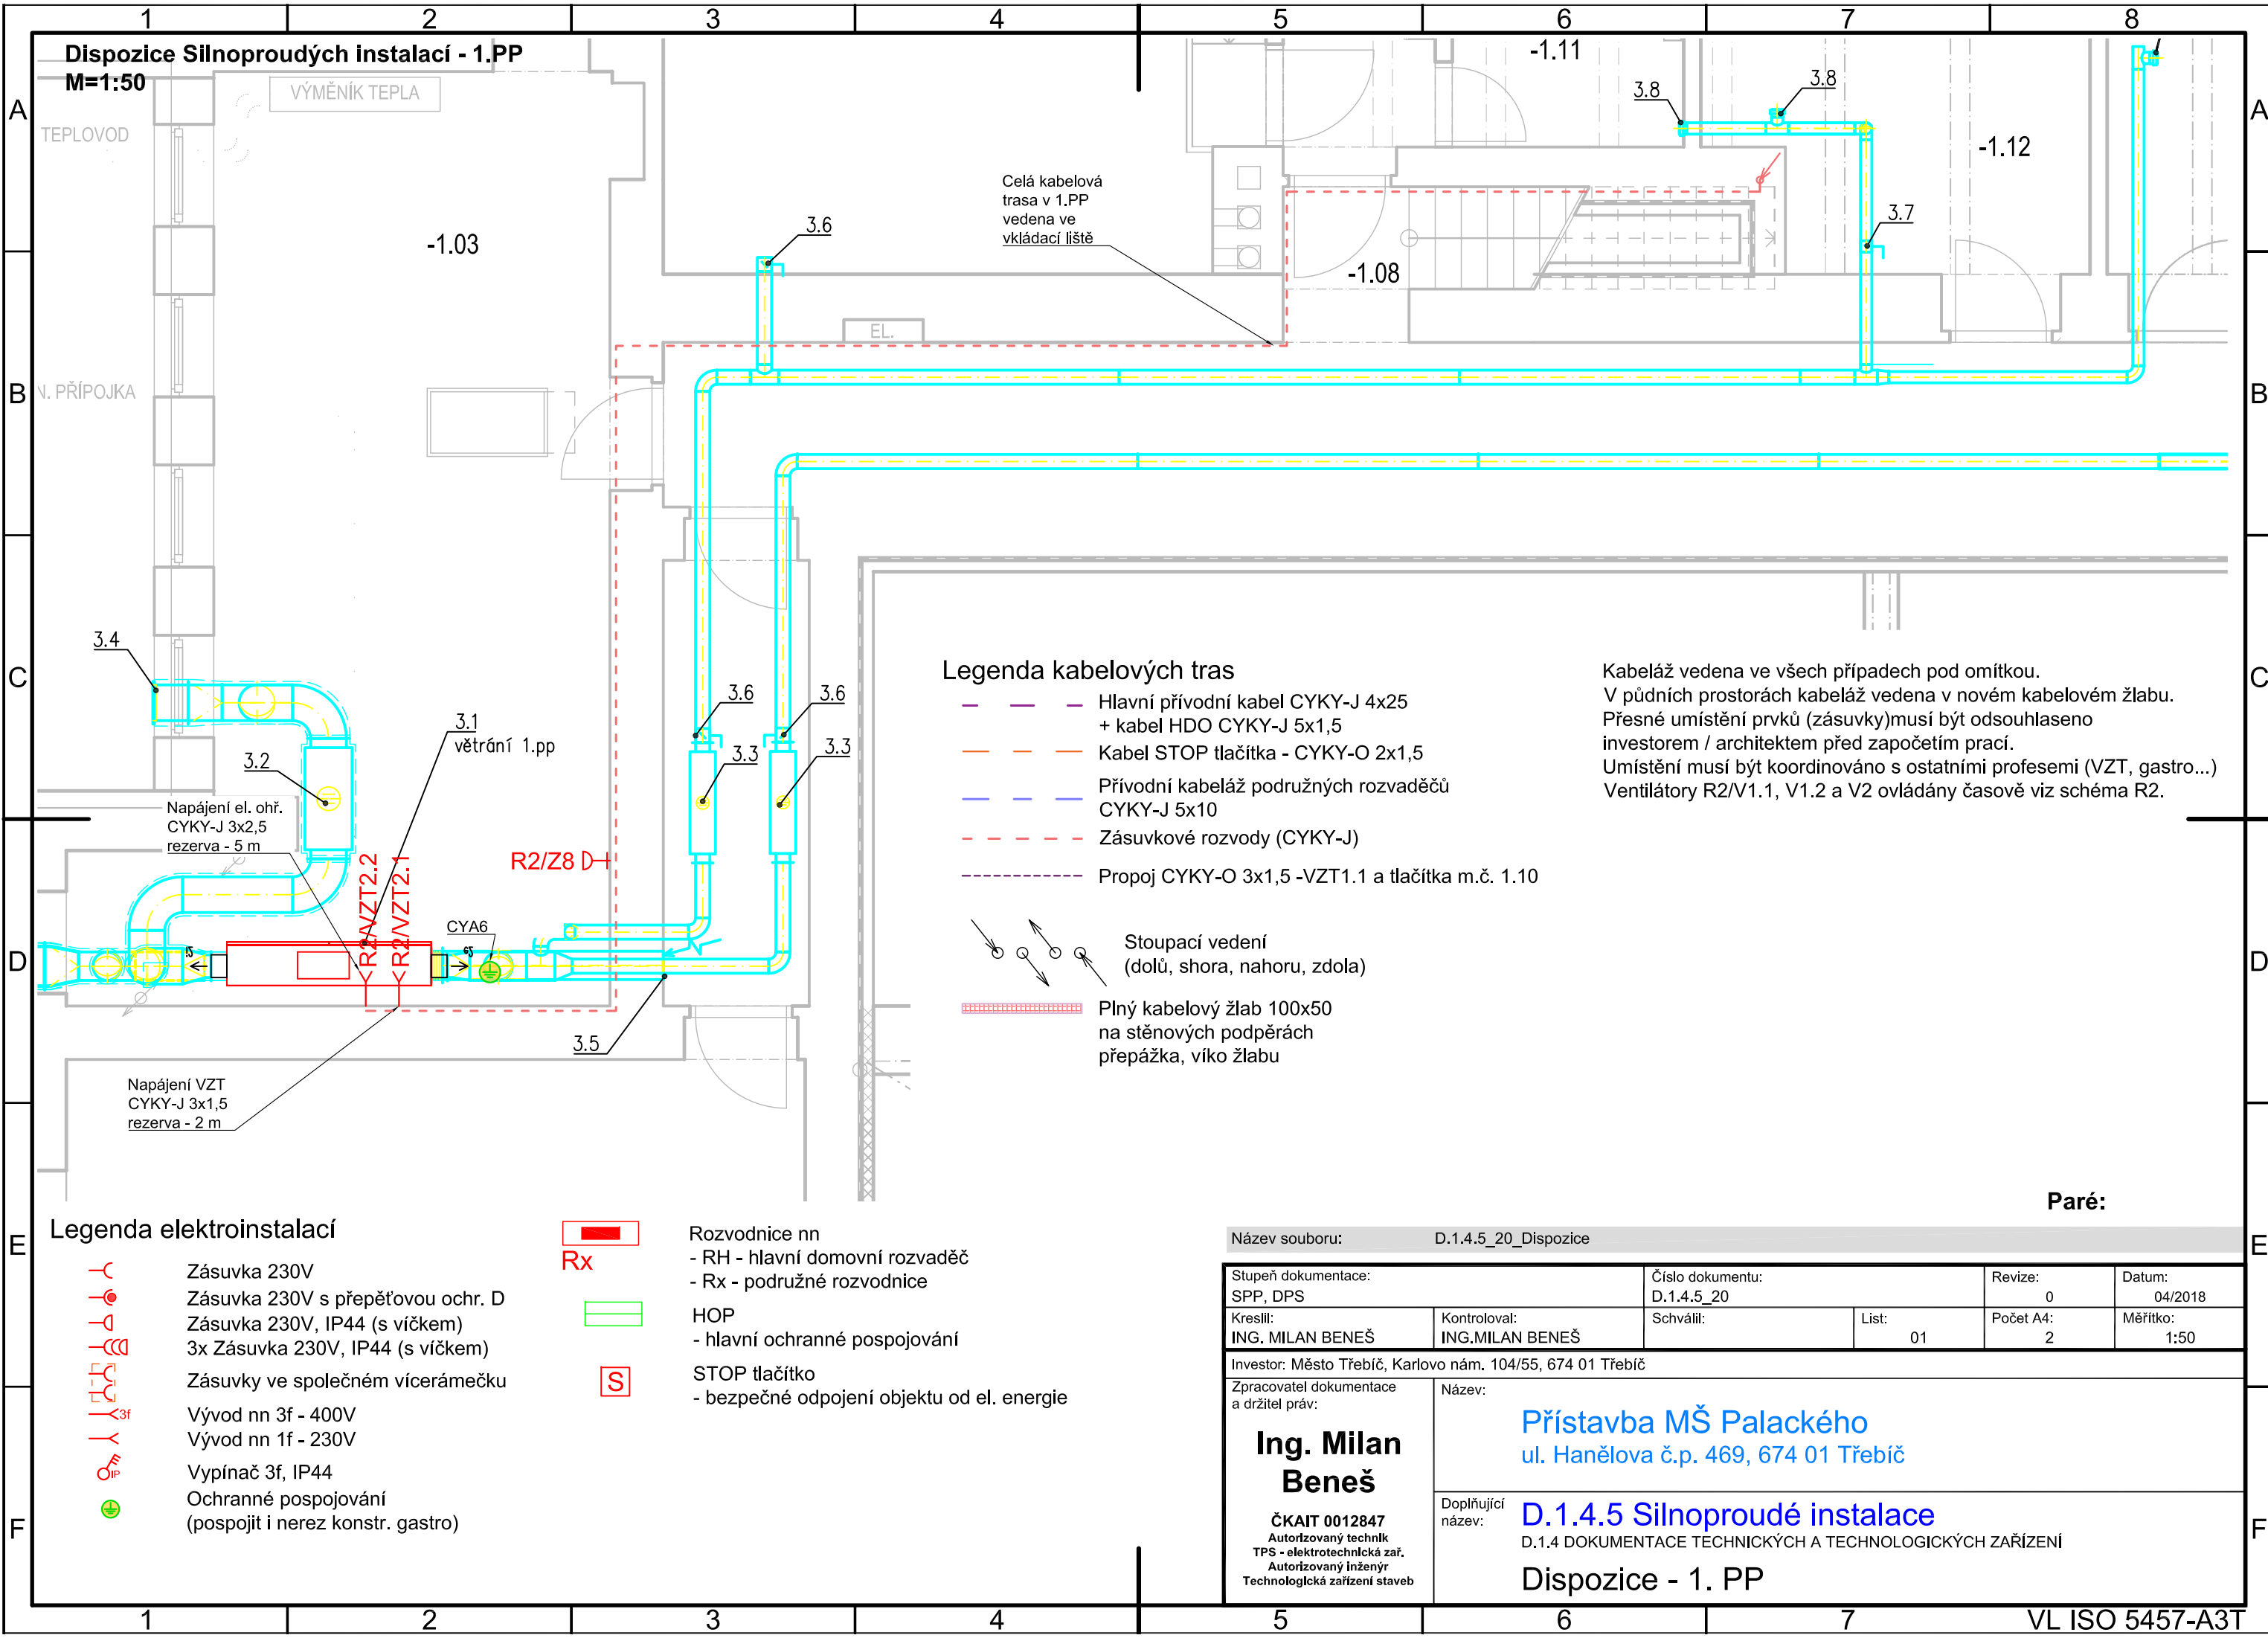 1 2 3 4 5 6 7 8
Dispozice Silnoproudých instalací - 1.PP
M=1:50
A
A
B
B
C
C
D
D
E
E
F
F
VÝMĚNÍK TEPLA
TEPLOVOD
-1.03
N. PŘÍPOJKA
EL.
Celá kabelová
trasa v 1.PP
vedena ve
vkládací liště
-1.11
-1.12
-1.08
3.8
3.8
3.7
3.6
3.4
3.2
3.1
větrání 1.pp
3.6
3.6
3.3
3.3
Napájení el. ohř.
CYKY-J 3x2,5
rezerva - 5 m
R2/VZT2.2
R2/VZT2.1
R2/Z8
CYA6
3.5
Napájení VZT
CYKY-J 3x1,5
rezerva - 2 m
Legenda kabelových tras
Hlavní přívodní kabel CYKY-J 4x25
+ kabel HDO CYKY-J 5x1,5
Kabel STOP tlačítka - CYKY-O 2x1,5
Přívodní kabeláž podružných rozvaděčů
CYKY-J 5x10
Zásuvkové rozvody (CYKY-J)
Propoj CYKY-O 3x1,5 -VZT1.1 a tlačítka m.č. 1.10
Stoupací vedení
(dolů, shora, nahoru, zdola)
Plný kabelový žlab 100x50
na stěnových podpěrách
přepážka, víko žlabu
Kabeláž vedena ve všech případech pod omítkou.
V půdních prostorách kabeláž vedena v novém kabelovém žlabu.
Přesné umístění prvků (zásuvky)musí být odsouhlaseno
investorem / architektem před započetím prací.
Umístění musí být koordinováno s ostatními profesemi (VZT, gastro...)
Ventilátory R2/V1.1, V1.2 a V2 ovládány časově viz schéma R2.
Legenda elektroinstalací
Zásuvka 230V
Zásuvka 230V s přepěťovou ochr. D
Zásuvka 230V, IP44 (s víčkem)
3x Zásuvka 230V, IP44 (s víčkem)
Zásuvky ve společném vícerámečku
3f Vývod nn 3f - 400V
Vývod nn 1f - 230V
IP Vypínač 3f, IP44
Ochranné pospojování
(pospojit i nerez konstr. gastro)
Rx
Rozvodnice nn
- RH - hlavní domovní rozvaděč
- Rx - podružné rozvodnice
HOP
- hlavní ochranné pospojování
S
STOP tlačítko
- bezpečné odpojení objektu od el. energie
Paré:
Název souboru: D.1.4.5_20_Dispozice
Stupeň dokumentace:
SPP, DPS
Číslo dokumentu:
D.1.4.5_20
Revize:
0
Datum:
04/2018
Kreslil:
ING. MILAN BENEŠ
Kontroloval:
ING.MILAN BENEŠ
Schválil:
List:
01
Počet A4:
2
Měřítko:
1:50
Investor: Město Třebíč, Karlovo nám. 104/55, 674 01 Třebíč
Zpracovatel dokumentace
a držitel práv:
Ing. Milan
Beneš
ČKAIT 0012847
Autorizovaný technik
TPS - elektrotechnická zař.
Autorizovaný inženýr
Technologická zařízení staveb
Název:
Přístavba MŠ Palackého
ul. Hanělova č.p. 469, 674 01 Třebíč
Doplňující
název:
D.1.4.5 Silnoproudé instalace
D.1.4 DOKUMENTACE TECHNICKÝCH A TECHNOLOGICKÝCH ZAŘÍZENÍ
Dispozice - 1. PP
1 2 3 4 5 6 7
VL ISO 5457-A3T